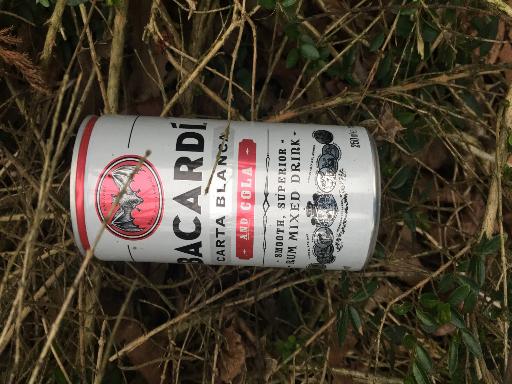 BACARDÍ
CARTA BLANCA
AND COLA
SMOOTH, SUPERIOR
RUM MIXED DRINK
250ml